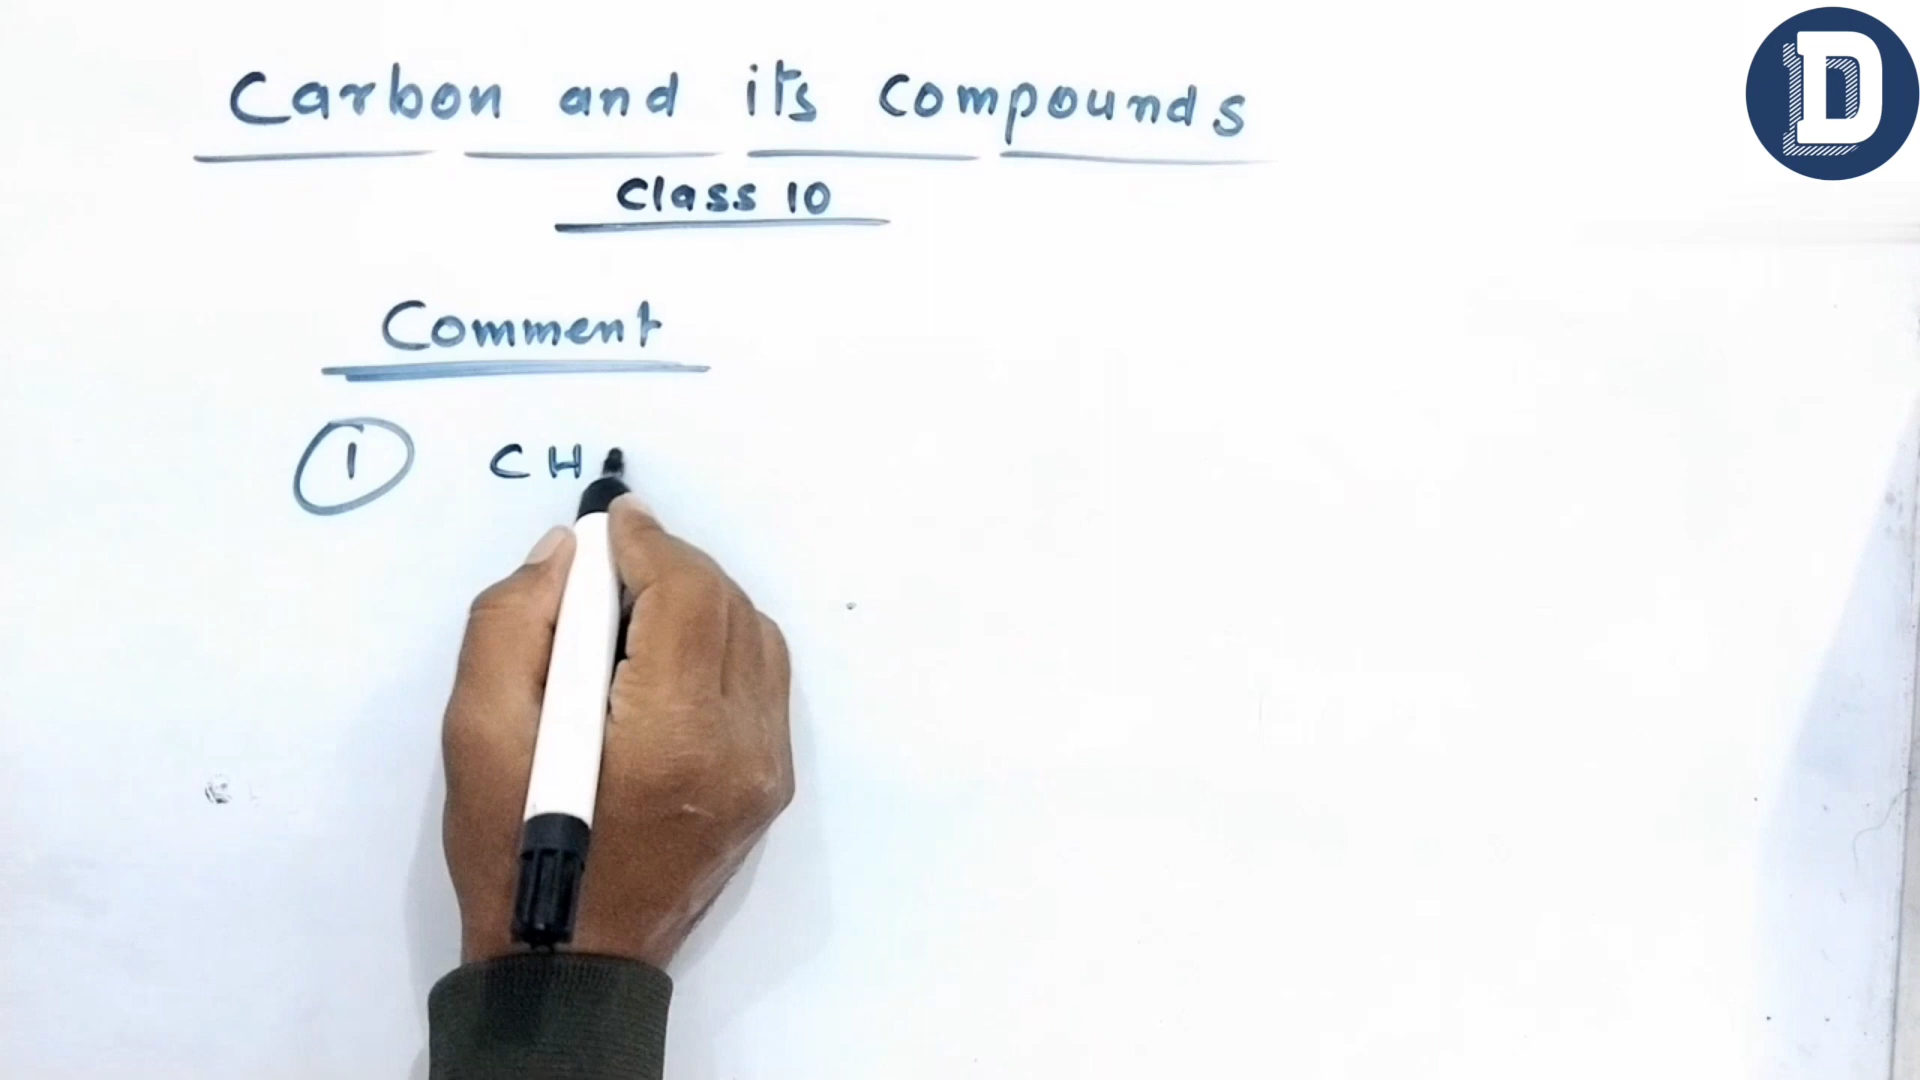 Carbon and its Compounds
Class 10
Comment
1 CH
D